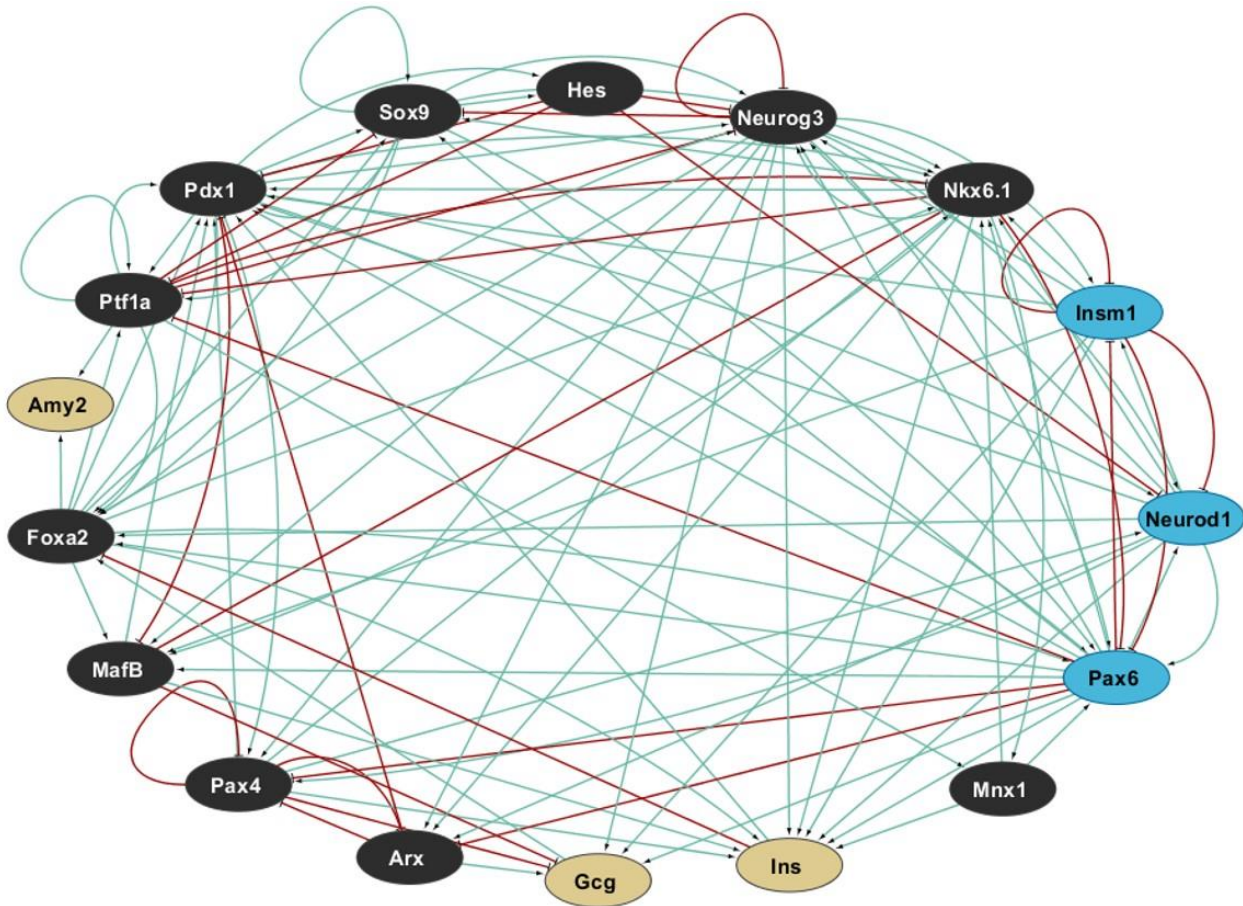 Hes
Sox9
Neurog3
Pdx1
Nkx6.1
Ptf1a
Insm1
Amy2
Neurod1
Foxa2
MafB
Pax6
Pax4
Mnx1
Arx
Gcg
Ins